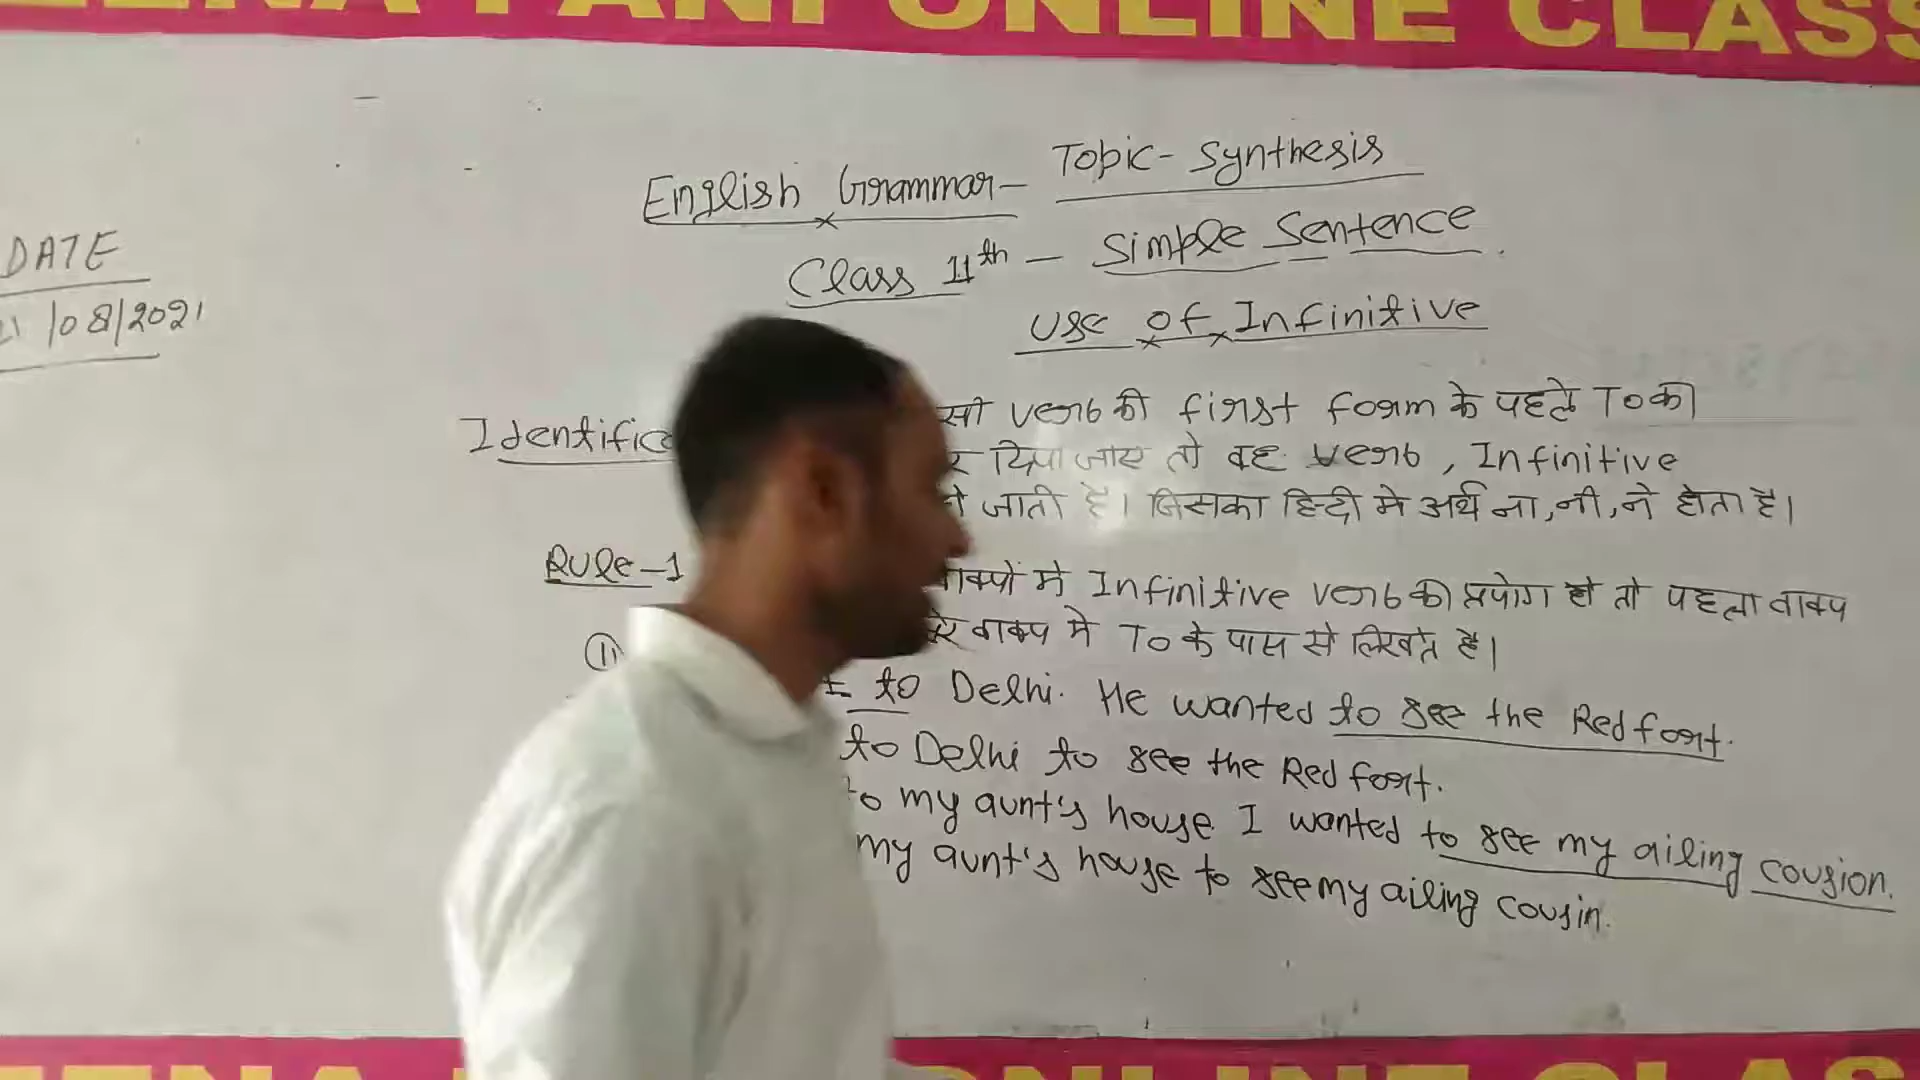 PANI ONLINE CLASS
English Grammar - Topic - Synthesis
Class 11th - Simple Sentence
Use of Infinitive
DATE
/08/2021
verb की first form के पहले To का
दिया जाए तो वह verb, Infinitive
जाती है। जिसका हिन्दी मे अर्थ ना, नी, ने होता है।
Rule-1 मे Infinitive verb का प्रयोग हो तो पहला वाक्य
वाक्य मे To के पास से लिखते है।
to Delhi. He wanted to see the Red fort.
to Delhi to see the Red fort.
to my aunt's house. I wanted to see my ailing cousion.
my aunt's house to see my ailing cousin.
ONLINE CLAS